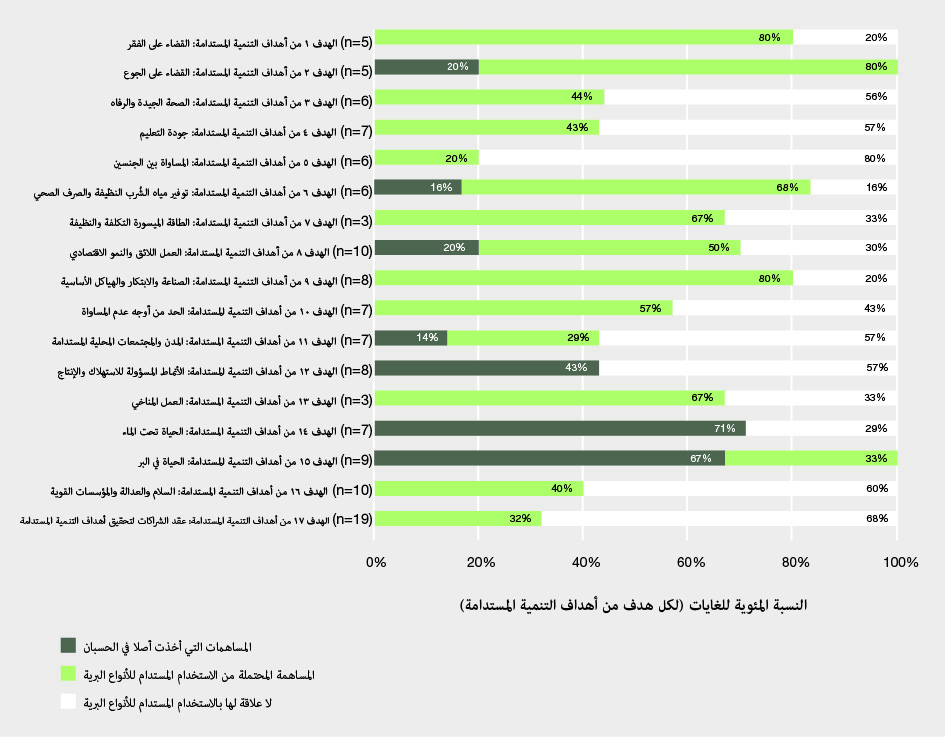 الهدف ١ من أهداف التنمية المستدامة: القضاء على الفقر (n=5) 80% 20%
الهدف ٢ من أهداف التنمية المستدامة: القضاء على الجوع (n=5) 20% 80%
الهدف ٣ من أهداف التنمية المستدامة: الصحة الجيدة والرفاه (n=6) 44% 56%
الهدف ٤ من أهداف التنمية المستدامة: جودة التعليم (n=7) 43% 57%
الهدف ٥ من أهداف التنمية المستدامة: المساواة بين الجنسين (n=6) 20% 80%
الهدف ٦ من أهداف التنمية المستدامة: توفير مياه الشُرب النظيفة والصرف الصحي (n=6) 16% 68% 16%
الهدف ٧ من أهداف التنمية المستدامة: الطاقة الميسورة التكلفة والنظيفة (n=3) 67% 33%
الهدف ٨ من أهداف التنمية المستدامة: العمل اللائق والنمو الاقتصادي (n=10) 20% 50% 30%
الهدف ٩ من أهداف التنمية المستدامة: الصناعة والابتكار والهياكل الأساسية (n=8) 80% 20%
الهدف ١٠ من أهداف التنمية المستدامة: الحد من أوجه عدم المساواة (n=7) 57% 43%
الهدف ١١ من أهداف التنمية المستدامة: المدن والمجتمعات المحلية المستدامة (n=7) 14% 29% 57%
الهدف ١٢ من أهداف التنمية المستدامة: الأنماط المسؤولة للاستهلاك والإنتاج (n=8) 43% 57%
الهدف ١٣ من أهداف التنمية المستدامة: العمل المناخي (n=3) 67% 33%
الهدف ١٤ من أهداف التنمية المستدامة: الحياة تحت الماء (n=7) 71% 29%
الهدف ١٥ من أهداف التنمية المستدامة: الحياة في البر (n=9) 67% 33%
الهدف ١٦ من أهداف التنمية المستدامة: السلام والعدالة والمؤسسات القوية (n=10) 40% 60%
الهدف ١٧ من أهداف التنمية المستدامة: عقد الشراكات لتحقيق أهداف التنمية المستدامة (n=19) 32% 68%
0% 20% 40% 60% 80% 100%
النسبة المئوية للغايات (لكل هدف من أهداف التنمية المستدامة)
المساهمات التي أخذت أصلا في الحسبان
المساهمة المحتملة من الاستخدام المستدام للأنواع البرية
لا علاقة لها بالاستخدام المستدام للأنواع البرية